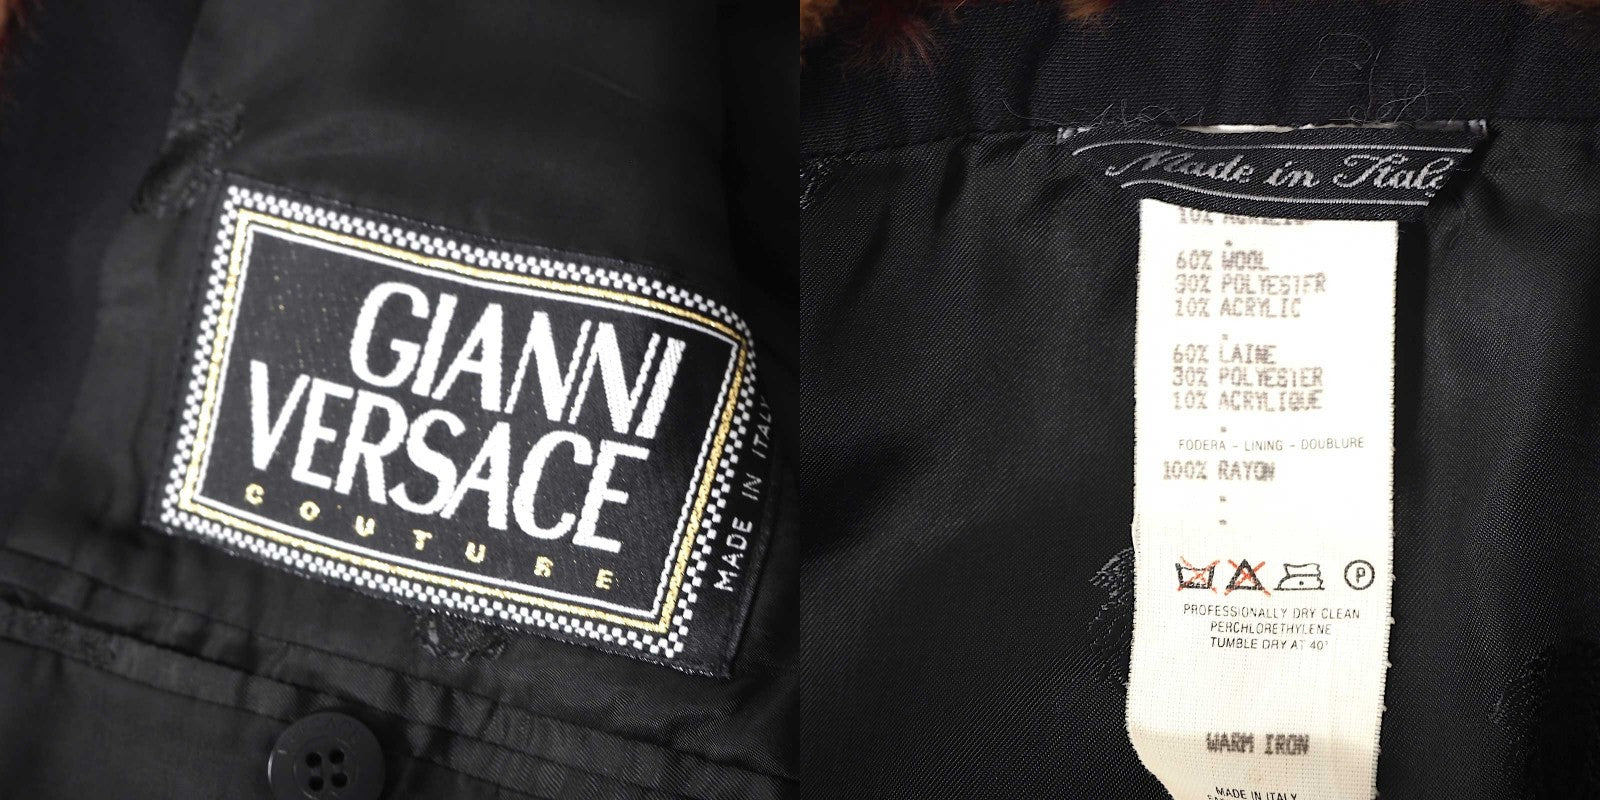 GIANNI
VERSACE
COUTURE
MADE IN ITALY
Made in Italy
10%
60% WOOL
30% POLYESTER
10% ACRYLIC
60% LAINE
30% POLYESTER
10% ACRYLIQUE
FODERA - LINING - DOUBLURE
100% RAYON
P
PROFESSIONALLY DRY CLEAN
PERCHLORETHYLENE
TUMBLE DRY AT 40°
WARM IRON
MADE IN ITALY